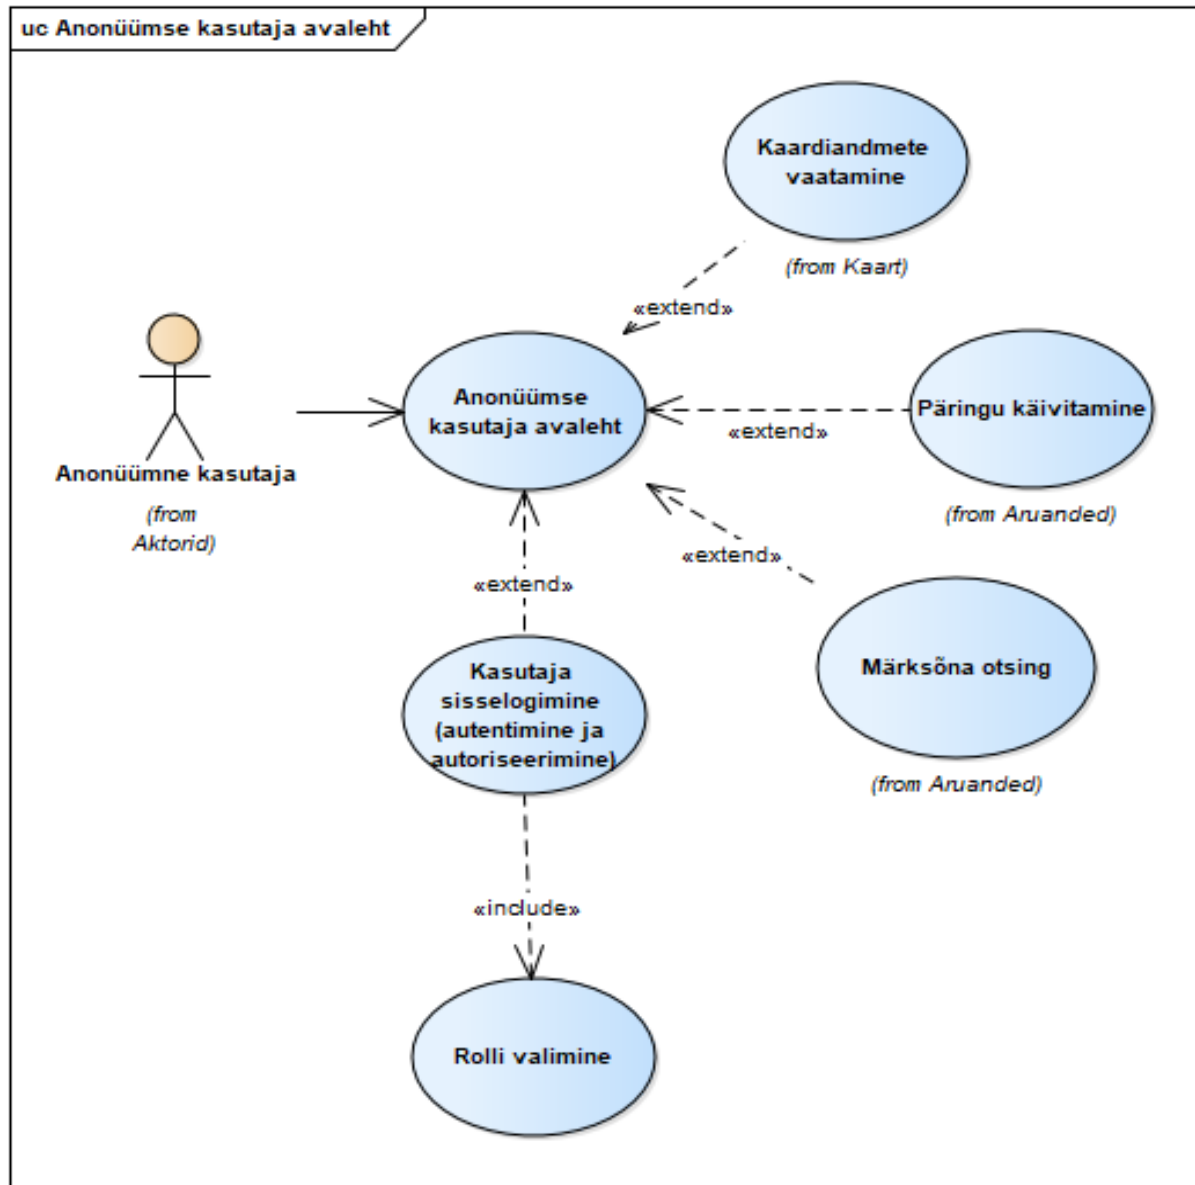 uc Anonüümse kasutaja avaleht
Kaardiandmete
vaatamine
(from Kaart)
«extend»
Anonüümse
kasutaja avaleht
Päringu käivitamine
«extend»
(from Aruanded)
Anonüümne kasutaja
(from
Aktorid)
«extend»
«extend»
Kasutaja
sisselogimine
(autentimine ja
autoriseerimine)
Märksõna otsing
(from Aruanded)
«include»
Rolli valimine